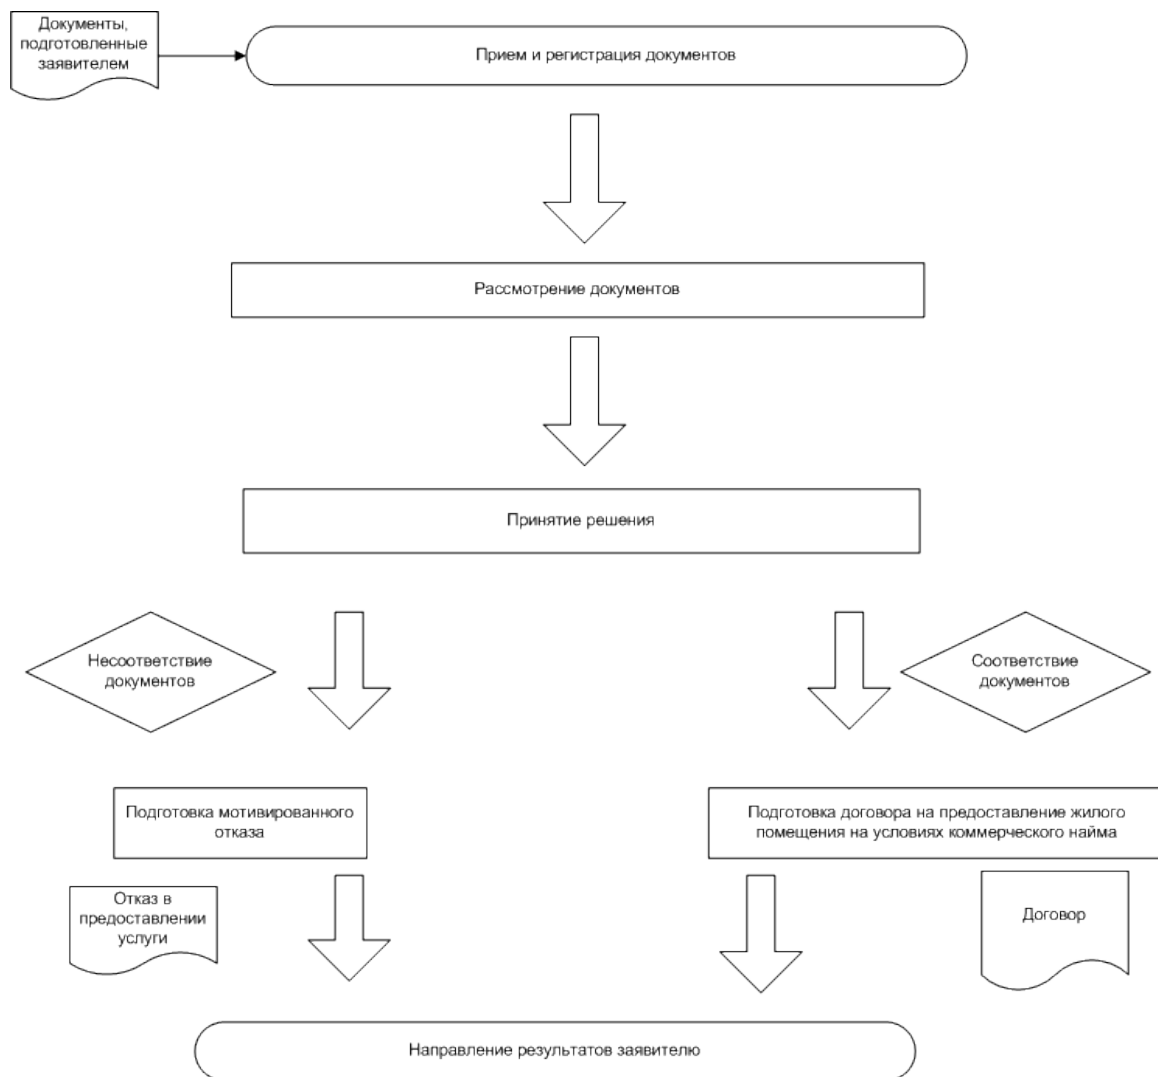 Документы,
подготовленные
заявителем
Прием и регистрация документов
Рассмотрение документов
Принятие решения
Несоответствие
документов
Соответствие
документов
Подготовка мотивированного
отказа
Подготовка договора на предоставление жилого
помещения на условиях коммерческого найма
Отказ в
предоставлении
услуги
Договор
Направление результатов заявителю